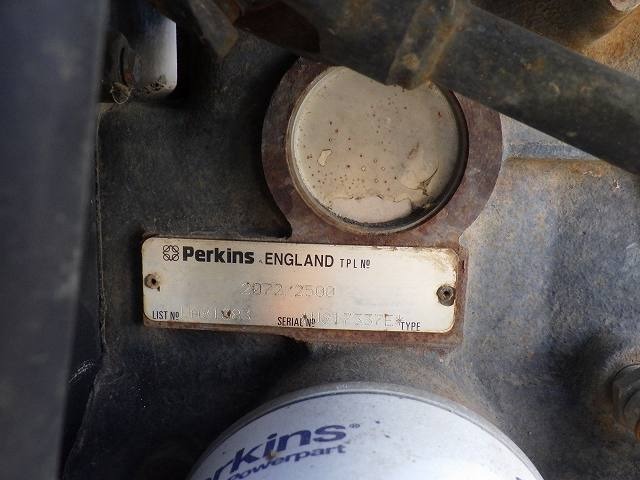 Perkins ENGLAND TPL Nº
2072/2500
LIST Nº SERIAL Nº TYPE
Perkins
powerpart